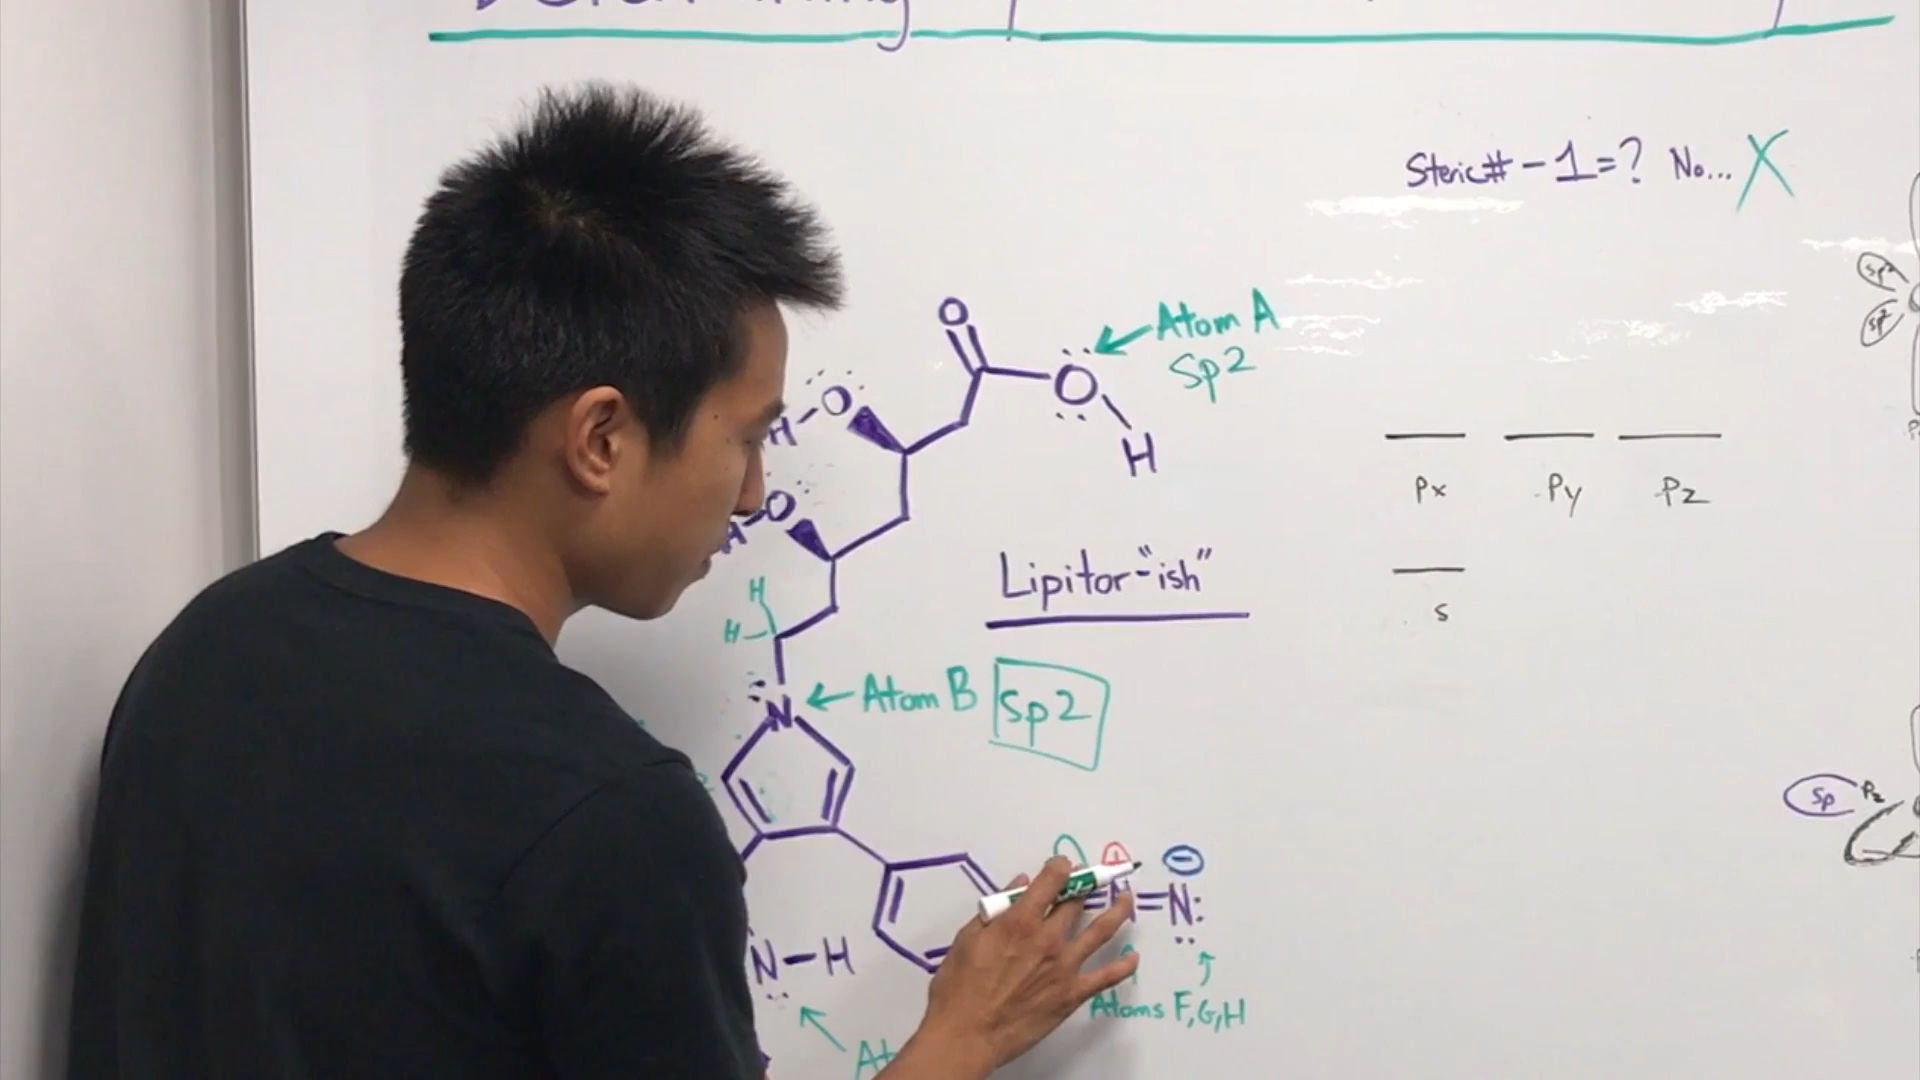 Steric# - 1 = ? No... X
O
Atom A
Sp2
O
O
H
H
O
H
Px Py Pz
Lipitor-"ish"
H
H
s
Atom B Sp2
N
Sp Pz
N=N:
N-H
Atoms F,G,H